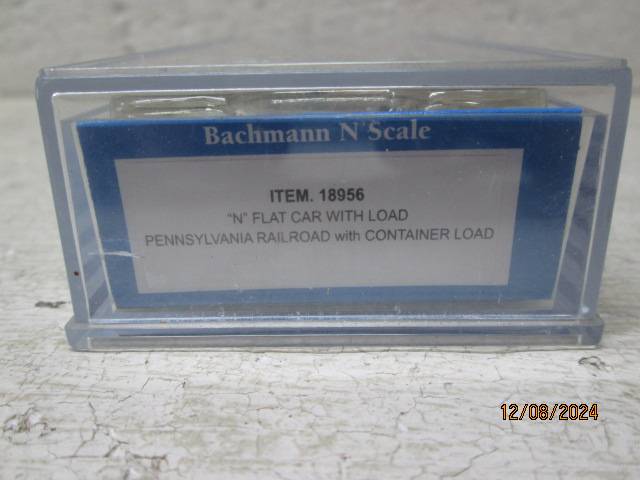 Bachmann N Scale
ITEM. 18956
"N" FLAT CAR WITH LOAD
PENNSYLVANIA RAILROAD with CONTAINER LOAD
12/08/2024